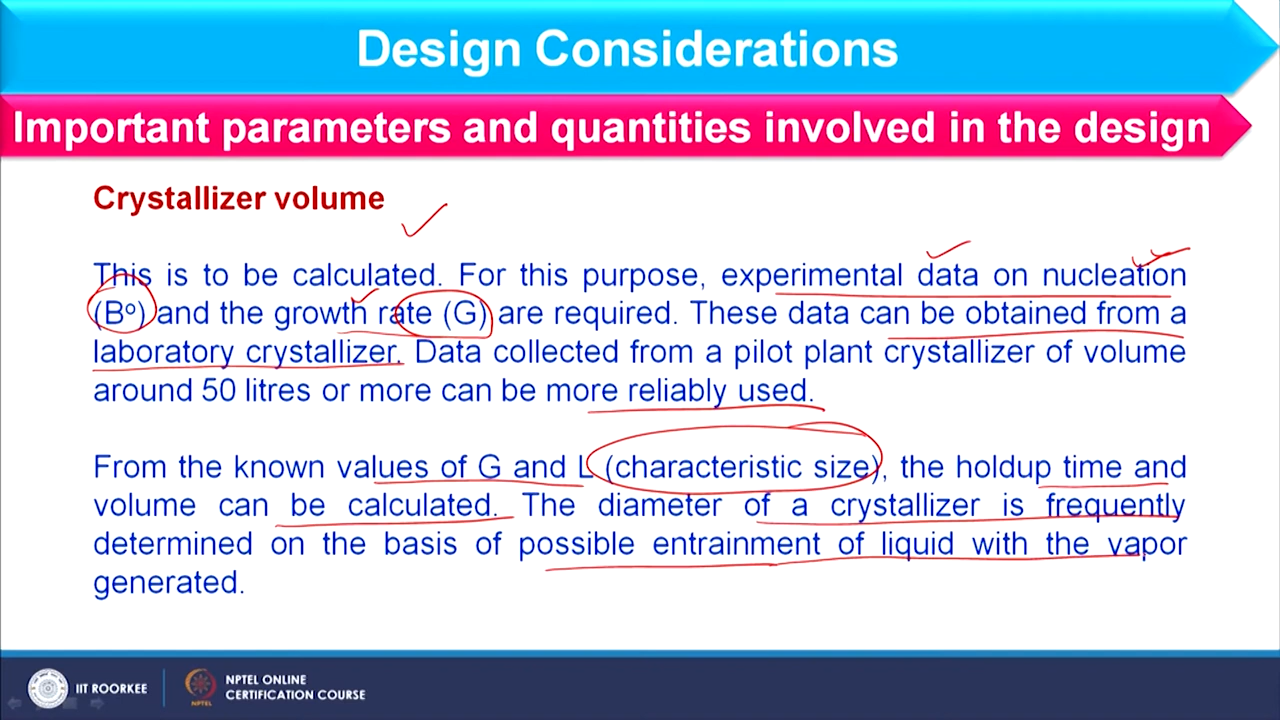 Design Considerations
Important parameters and quantities involved in the design
Crystallizer volume
This is to be calculated. For this purpose, experimental data on nucleation
(Bº) and the growth rate (G) are required. These data can be obtained from a
laboratory crystallizer. Data collected from a pilot plant crystallizer of volume
around 50 litres or more can be more reliably used.
From the known values of G and L (characteristic size), the holdup time and
volume can be calculated. The diameter of a crystallizer is frequently
determined on the basis of possible entrainment of liquid with the vapor
generated.
IIT ROORKEE
NPTEL
NPTEL ONLINE
CERTIFICATION COURSE